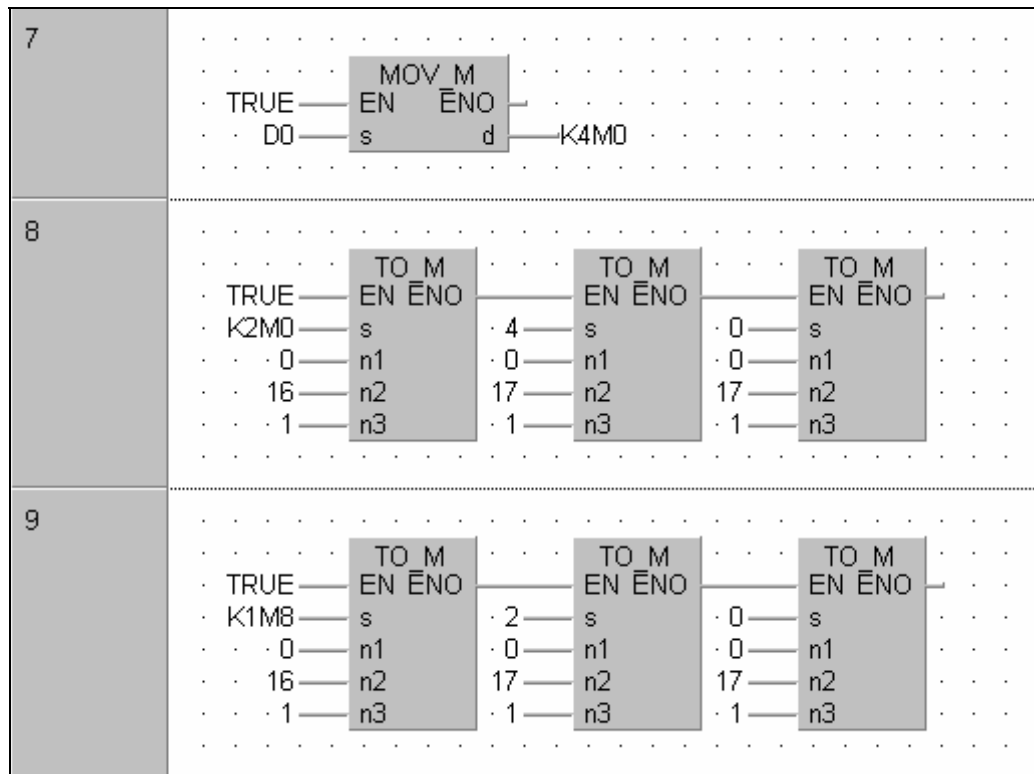 7
MOV_M
TRUE EN ENO
D0 s d K4M0
8
TO_M TO_M TO_M
TRUE EN ENO EN ENO EN ENO
K2M0 s 4 s 0 s
0 n1 0 n1 0 n1
16 n2 17 n2 17 n2
1 n3 1 n3 1 n3
9
TO_M TO_M TO_M
TRUE EN ENO EN ENO EN ENO
K1M8 s 2 s 0 s
0 n1 0 n1 0 n1
16 n2 17 n2 17 n2
1 n3 1 n3 1 n3